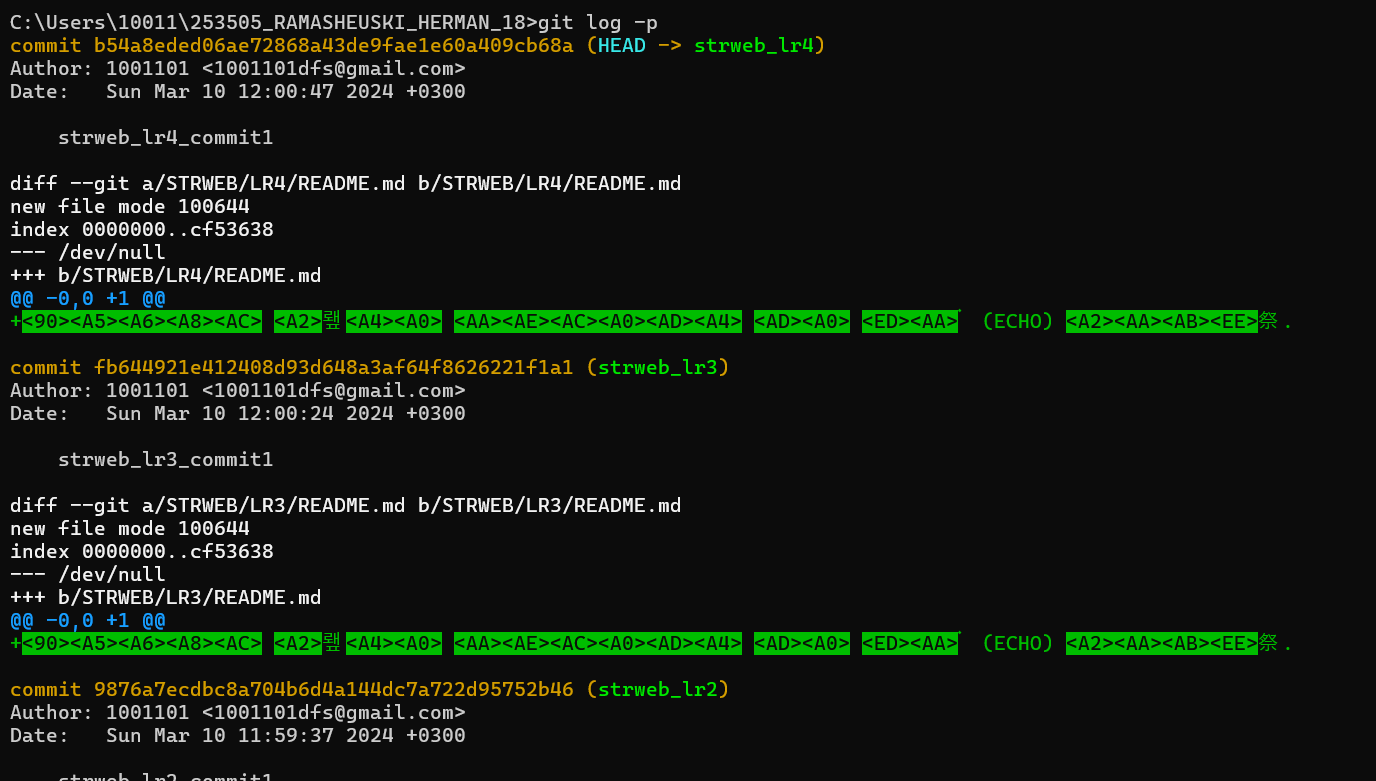 C:\Users\10011\253505_RAMASHEUSKI_HERMAN_18>git log -p
commit b54a8eded06ae72868a43de9fae1e60a409cb68a (HEAD -> strweb_lr4)
Author: 1001101 <1001101dfs@gmail.com>
Date:   Sun Mar 10 12:00:47 2024 +0300
strweb_lr4_commit1
diff --git a/STRWEB/LR4/README.md b/STRWEB/LR4/README.md
new file mode 100644
index 0000000..cf53638
--- /dev/null
+++ b/STRWEB/LR4/README.md
@@ -0,0 +1 @@
+<90><A5><A6><A8><AC> <A2><A4><A0> <AA><AE><AC><A0><AD><A4> <AD><A0> <ED><AA> (ECHO) <A2><AA><AB><EE>祭.
commit fb644921e412408d93d648a3af64f8626221f1a1 (strweb_lr3)
Author: 1001101 <1001101dfs@gmail.com>
Date:   Sun Mar 10 12:00:24 2024 +0300
strweb_lr3_commit1
diff --git a/STRWEB/LR3/README.md b/STRWEB/LR3/README.md
new file mode 100644
index 0000000..cf53638
--- /dev/null
+++ b/STRWEB/LR3/README.md
@@ -0,0 +1 @@
+<90><A5><A6><A8><AC> <A2><A4><A0> <AA><AE><AC><A0><AD><A4> <AD><A0> <ED><AA> (ECHO) <A2><AA><AB><EE>祭.
commit 9876a7ecdbc8a704b6d4a144dc7a722d95752b46 (strweb_lr2)
Author: 1001101 <1001101dfs@gmail.com>
Date:   Sun Mar 10 11:59:37 2024 +0300
strweb_lr2_commit1